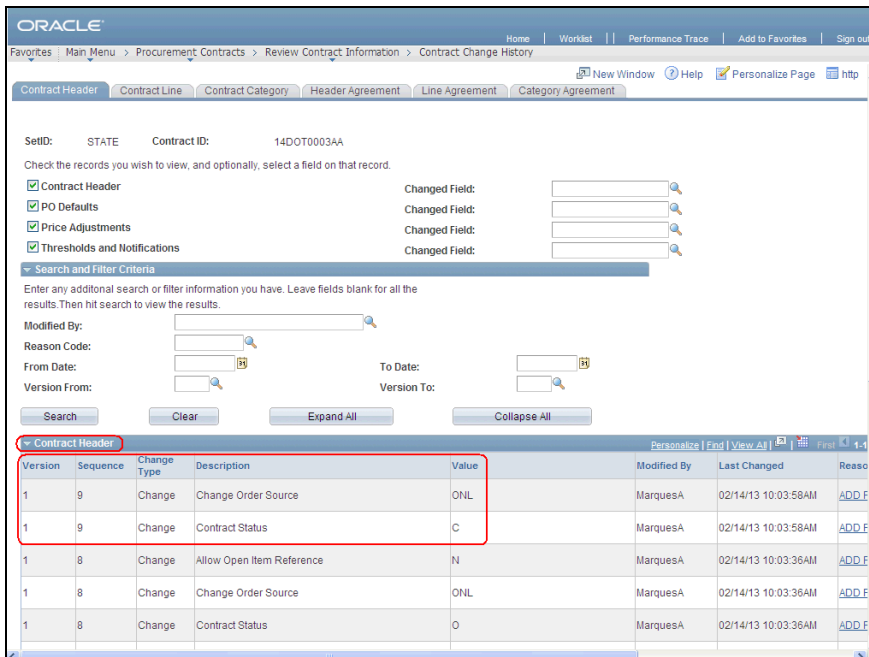 ORACLE
Home | Worklist | | Performance Trace | Add to Favorites | Sign out
Favorites | Main Menu > Procurement Contracts > Review Contract Information > Contract Change History
New Window Help Personalize Page http
Contract Header Contract Line Contract Category Header Agreement Line Agreement Category Agreement
SetID: STATE Contract ID: 14DOT0003AA
Check the records you wish to view, and optionally, select a field on that record.
Contract Header Changed Field:
PO Defaults Changed Field:
Price Adjustments Changed Field:
Thresholds and Notifications Changed Field:
Search and Filter Criteria
Enter any additonal search or filter information you have. Leave fields blank for all the
results.Then hit search to view the results.
Modified By:
Reason Code:
From Date: 31 To Date: 31
Version From: Version To:
Search Clear Expand All Collapse All
Contract Header Personalize | Find | View All | | First 1-1
Version Sequence Change Type Description Value Modified By Last Changed Reaso
1 9 Change Change Order Source ONL MarquesA 02/14/13 10:03:58AM ADD F
1 9 Change Contract Status C MarquesA 02/14/13 10:03:58AM ADD F
1 8 Change Allow Open Item Reference N MarquesA 02/14/13 10:03:36AM ADD F
1 8 Change Change Order Source ONL MarquesA 02/14/13 10:03:36AM ADD F
1 8 Change Contract Status O MarquesA 02/14/13 10:03:36AM ADD F